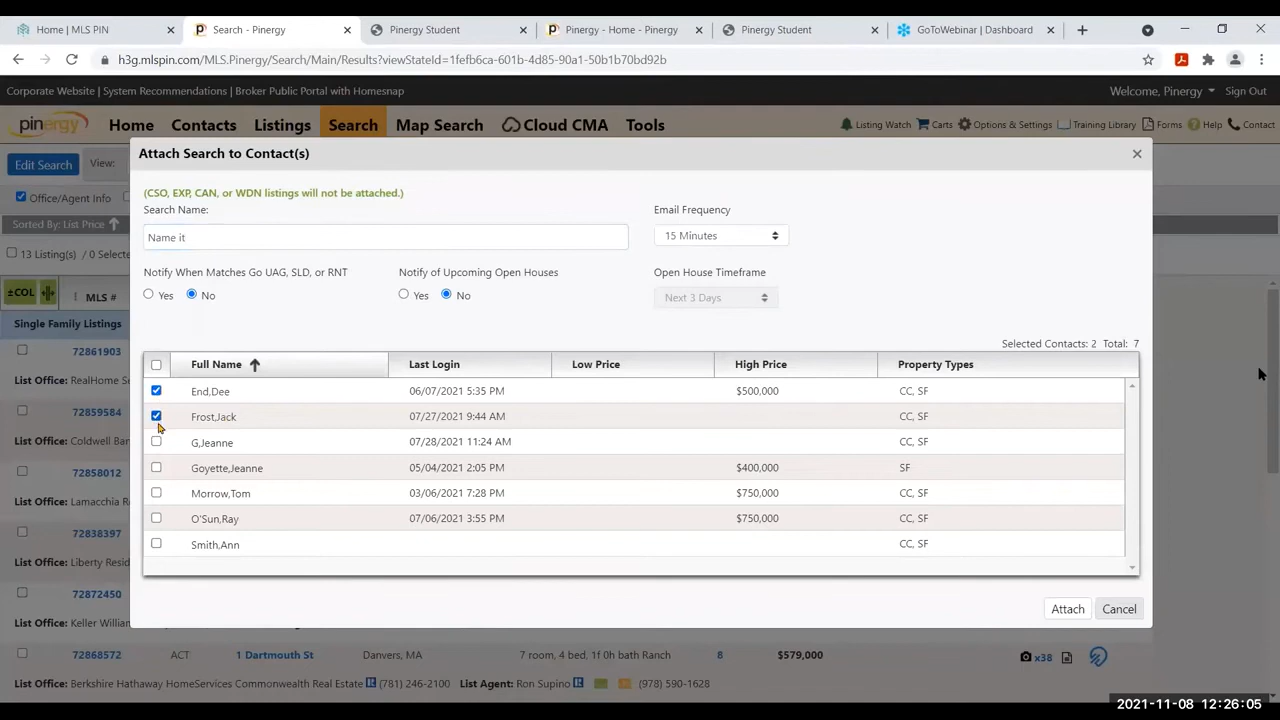 Home | MLS PIN
Search - Pinergy
Pinergy Student
Pinergy - Home - Pinergy
Pinergy Student
GoToWebinar | Dashboard
h3g.mlspin.com/MLS.Pinergy/Search/Main/Results?viewStateId=1fefb6ca-601b-4d85-90a1-50b1b70bd92b
Corporate Website | System Recommendations | Broker Public Portal with Homesnap
Welcome, Pinergy Sign Out
pinergy Home Contacts Listings Search Map Search Cloud CMA Tools
Listing Watch Carts Options & Settings Training Library Forms Help Contact
Edit Search View:
Attach Search to Contact(s)
Office/Agent Info
(CSO, EXP, CAN, or WDN listings will not be attached.)
Search Name: Email Frequency
Sorted By: List Price
Name it 15 Minutes
13 Listing(s) / 0 Selecte
Notify When Matches Go UAG, SLD, or RNT Notify of Upcoming Open Houses Open House Timeframe
Yes No Yes No Next 3 Days
±COL MLS #
Single Family Listings
Selected Contacts: 2 Total: 7
Full Name Last Login Low Price High Price Property Types
End,Dee 06/07/2021 5:35 PM $500,000 CC, SF
Frost,Jack 07/27/2021 9:44 AM CC, SF
G,Jeanne 07/28/2021 11:24 AM CC, SF
Goyette,Jeanne 05/04/2021 2:05 PM $400,000 SF
Morrow,Tom 03/06/2021 7:28 PM $750,000 CC, SF
O'Sun,Ray 07/06/2021 3:55 PM $750,000 CC, SF
Smith,Ann CC, SF
Attach Cancel
72861903
List Office: RealHome S
72859584
List Office: Coldwell Ban
72858012
List Office: Lamacchia R
72838397
List Office: Liberty Resid
72872450
List Office: Keller William
72868572 ACT 1 Dartmouth St Danvers, MA 7 room, 4 bed, 1f 0h bath Ranch 8 $579,000 x38
List Office: Berkshire Hathaway HomeServices Commonwealth Real Estate (781) 246-2100 List Agent: Ron Supino (978) 590-1628
2021-11-08 12:26:05